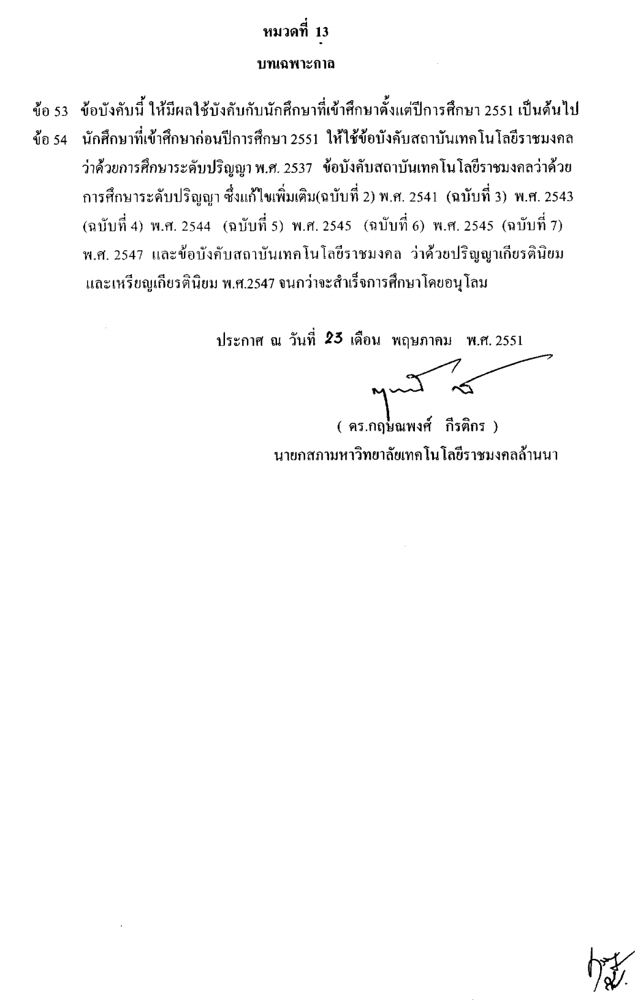 หมวดที่ 13
บทเฉพาะกาล
ข้อ 53 ข้อบังคับนี้ ให้มีผลใช้บังคับกับนักศึกษาที่เข้าศึกษาตั้งแต่ปีการศึกษา 2551 เป็นต้นไป
ข้อ 54 นักศึกษาที่เข้าศึกษาก่อนปีการศึกษา 2551 ให้ใช้ข้อบังคับสถาบันเทคโนโลยีราชมงคล
ว่าด้วยการศึกษาระดับปริญญา พ.ศ. 2537 ข้อบังคับสถาบันเทคโนโลยีราชมงคลว่าด้วย
การศึกษาระดับปริญญา ซึ่งแก้ไขเพิ่มเติม(ฉบับที่ 2) พ.ศ. 2541 (ฉบับที่ 3) พ.ศ. 2543
(ฉบับที่ 4) พ.ศ. 2544 (ฉบับที่ 5) พ.ศ. 2545 (ฉบับที่ 6) พ.ศ. 2545 (ฉบับที่ 7)
พ.ศ. 2547 และข้อบังคับสถาบันเทคโนโลยีราชมงคล ว่าด้วยปริญญาเกียรตินิยม
และเหรียญเกียรตินิยม พ.ศ.2547 จนกว่าจะสำเร็จการศึกษาโดยอนุโลม
ประกาศ ณ วันที่ 23 เดือน พฤษภาคม พ.ศ. 2551
( ดร.กฤษณพงศ์ กีรติกร )
นายกสภามหาวิทยาลัยเทคโนโลยีราชมงคลล้านนา